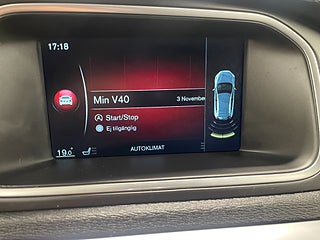 17:18
Min V40
3 November
Start/Stop
Ej tillgänglig
19.0°
AUTOKLIMAT